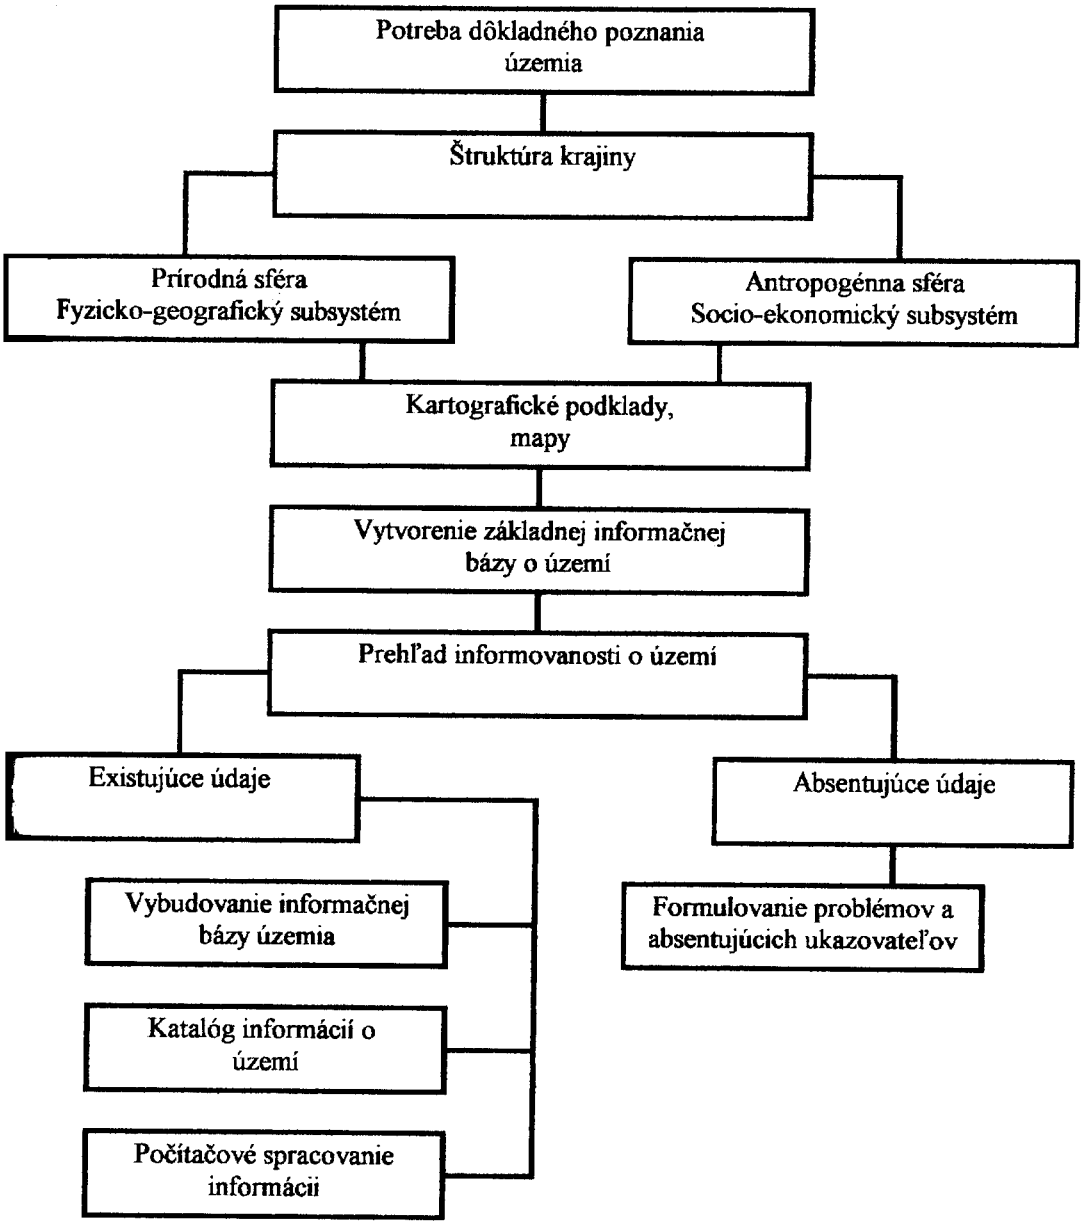 Potreba dôkladného poznania
územia
Štruktúra krajiny
Prírodná sféra
Fyzicko-geografický subsystém
Antropogénna sféra
Socio-ekonomický subsystém
Kartografické podklady,
mapy
Vytvorenie základnej informačnej
bázy o území
Prehľad informovanosti o území
Existujúce údaje
Absentujúce údaje
Vybudovanie informačnej
bázy územia
Formulovanie problémov a
absentujúcich ukazovateľov
Katalóg informácií o
území
Počítačové spracovanie
informácii